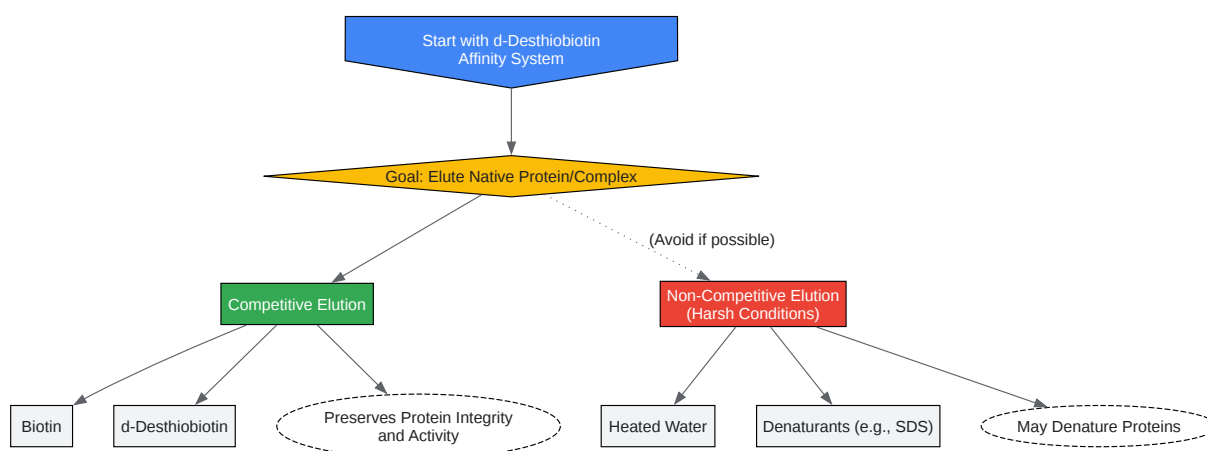 Start with d-Desthiobiotin
Affinity System
Goal: Elute Native Protein/Complex
(Avoid if possible)
Competitive Elution
Non-Competitive Elution
(Harsh Conditions)
Biotin
d-Desthiobiotin
Preserves Protein Integrity
and Activity
Heated Water
Denaturants (e.g., SDS)
May Denature Proteins